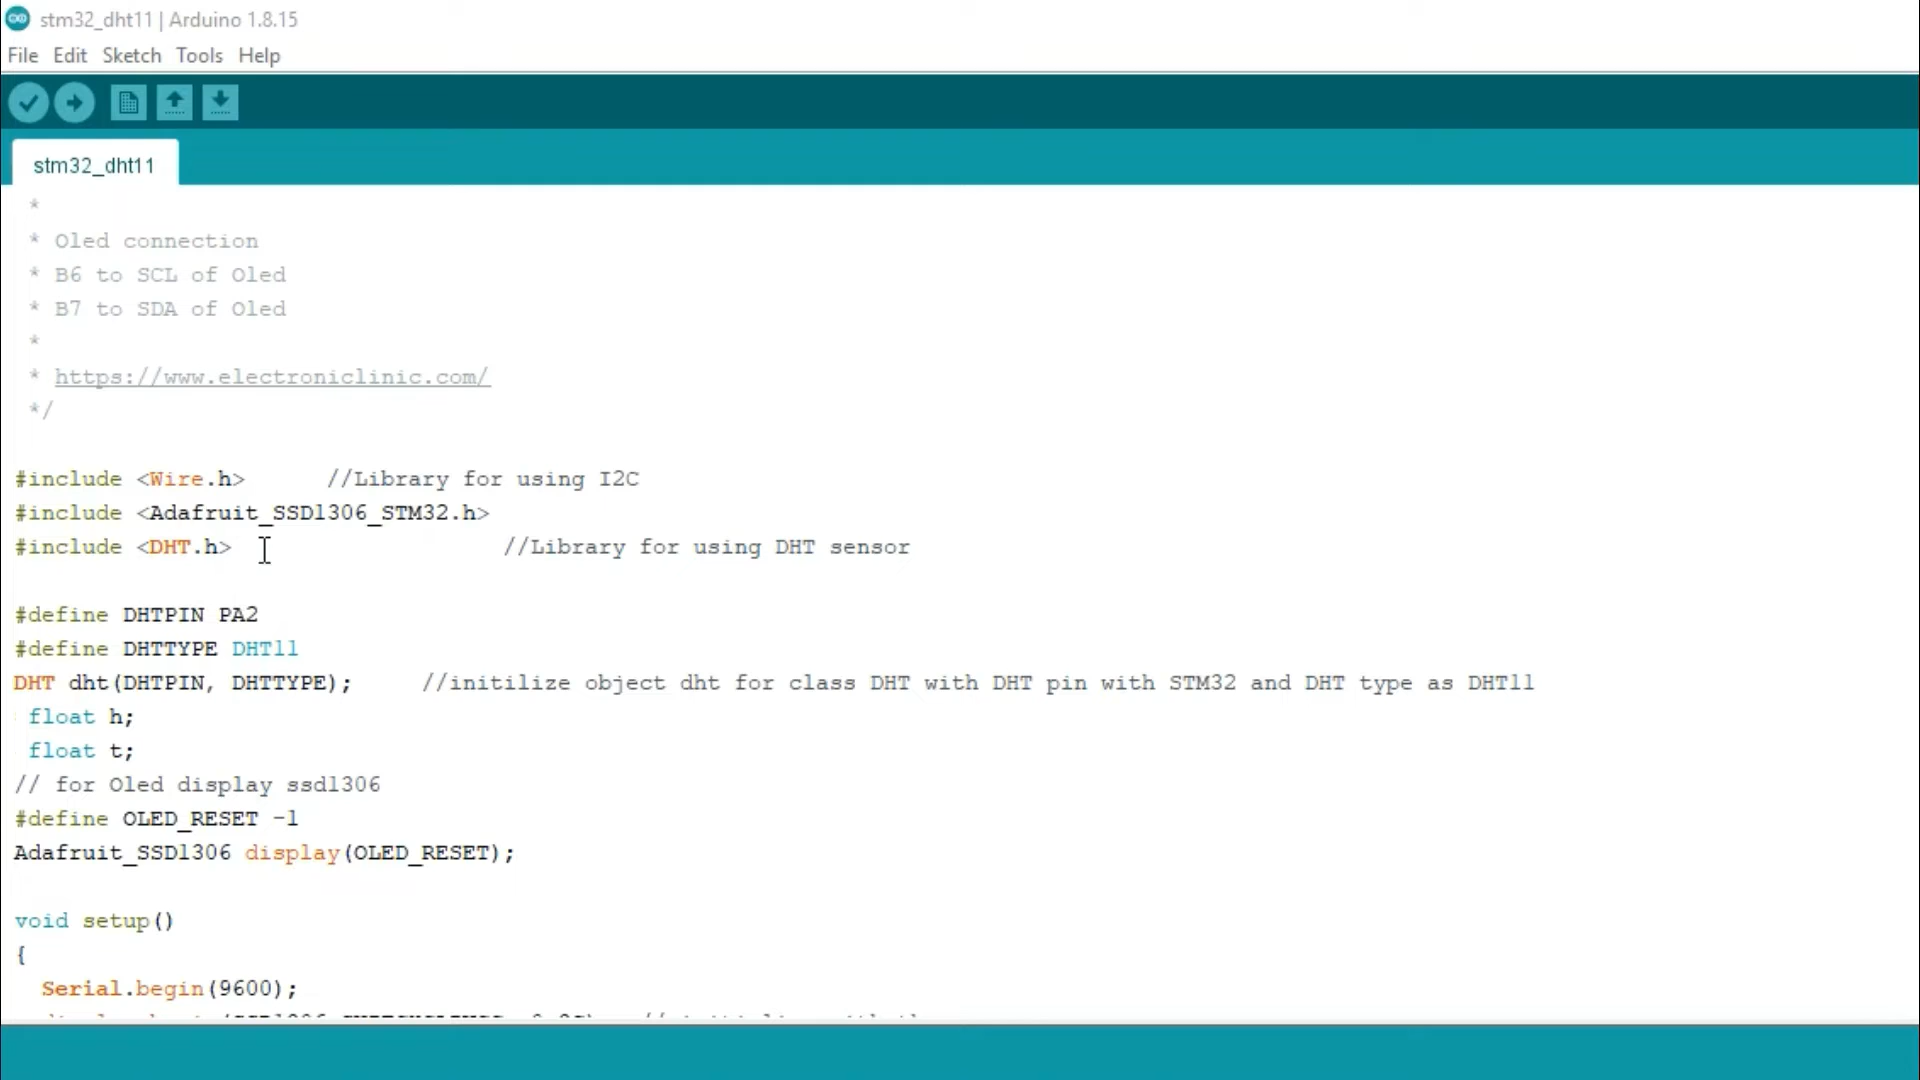 stm32_dht11 | Arduino 1.8.15
File Edit Sketch Tools Help
stm32_dht11
*
* Oled connection
* B6 to SCL of Oled
* B7 to SDA of Oled
*
* https://www.electroniclinic.com/
*/
#include <Wire.h> //Library for using I2C
#include <Adafruit_SSD1306_STM32.h>
#include <DHT.h> //Library for using DHT sensor
#define DHTPIN PA2
#define DHTTYPE DHT11
DHT dht(DHTPIN, DHTTYPE); //initilize object dht for class DHT with DHT pin with STM32 and DHT type as DHT11
float h;
float t;
// for Oled display ssd1306
#define OLED_RESET -1
Adafruit_SSD1306 display(OLED_RESET);
void setup()
{
Serial.begin(9600);